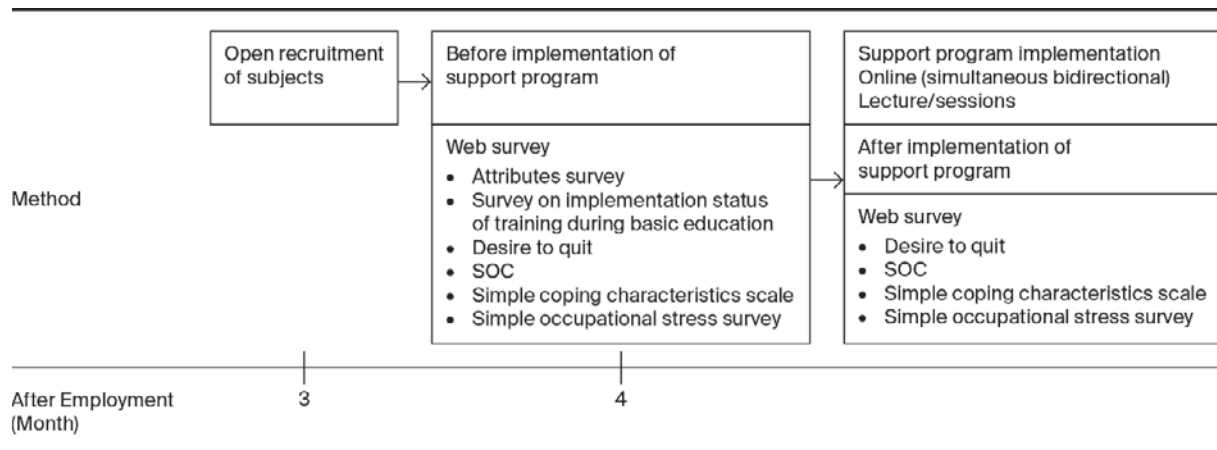 Open recruitment
of subjects
Before implementation of
support program
Web survey
• Attributes survey
• Survey on implementation status
of training during basic education
• Desire to quit
• SOC
• Simple coping characteristics scale
• Simple occupational stress survey
Support program implementation
Online (simultaneous bidirectional)
Lecture/sessions
After implementation of
support program
Web survey
• Desire to quit
• SOC
• Simple coping characteristics scale
• Simple occupational stress survey
Method
After Employment
(Month)
3
4